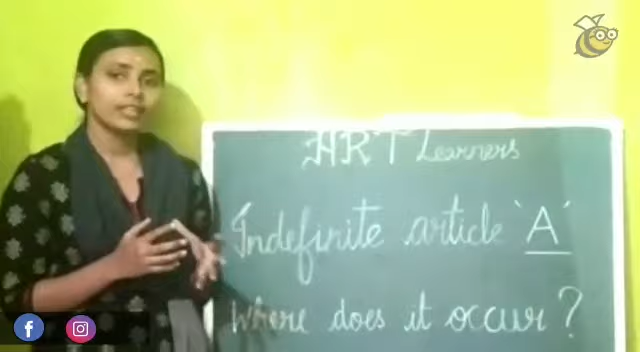 ART Learners
Indefinite article 'A'
Where does it occur?